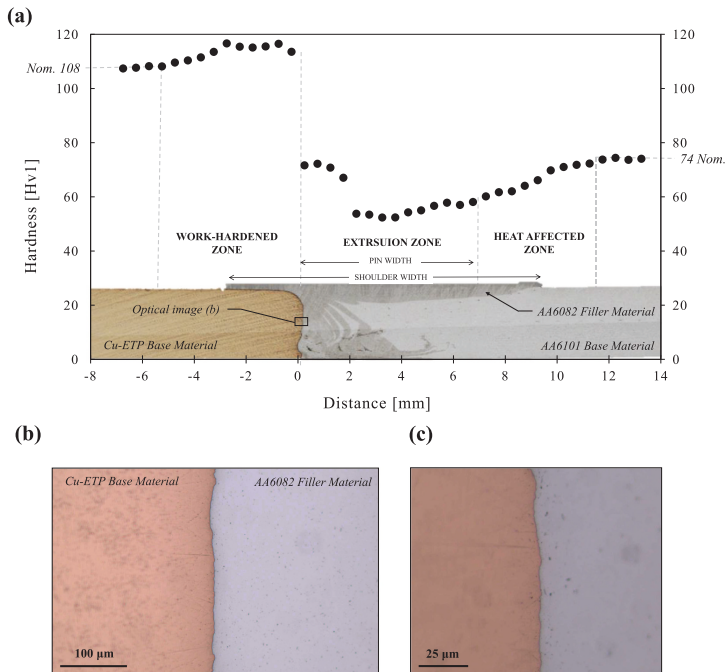 (a)
120
100
80
60
40
20
0
Nom. 108
Hardness [Hv1]
120
100
80
60
40
20
0
74 Nom.
WORK-HARDENED
ZONE
EXTRSUION ZONE
HEAT AFFECTED
ZONE
PIN WIDTH
SHOULDER WIDTH
Optical image (b)
AA6082 Filler Material
Cu-ETP Base Material
AA6101 Base Material
-8 -6 -4 -2 0 2 4 6 8 10 12 14
Distance [mm]
(b)
(c)
Cu-ETP Base Material
AA6082 Filler Material
100 μm
25 μm